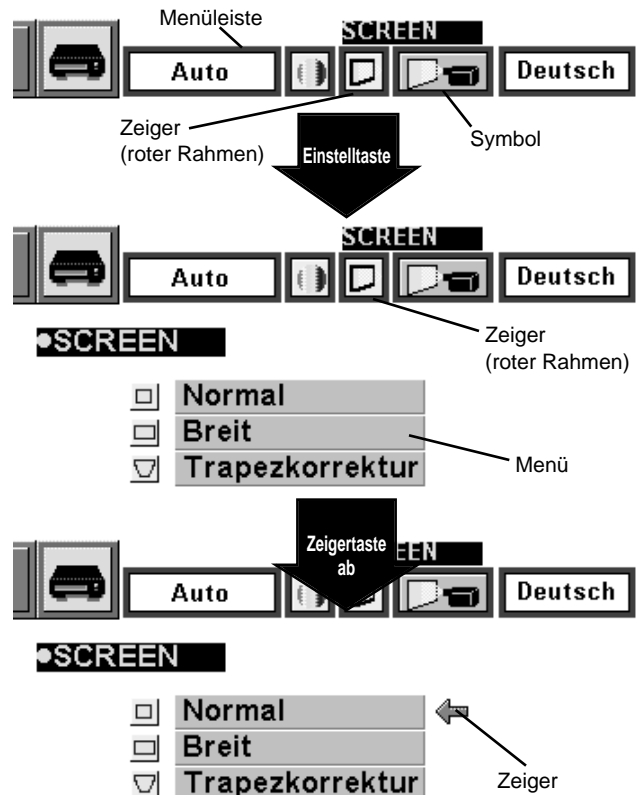 Menüleiste
SCREEN
Auto
Deutsch
Zeiger
(roter Rahmen)
Einstelltaste
Symbol
SCREEN
Auto
Deutsch
Zeiger
(roter Rahmen)
●SCREEN
Normal
Breit
Trapezkorrektur
Menü
Zeigertaste
ab
EEN
Auto
Deutsch
●SCREEN
Normal
Breit
Trapezkorrektur
Zeiger